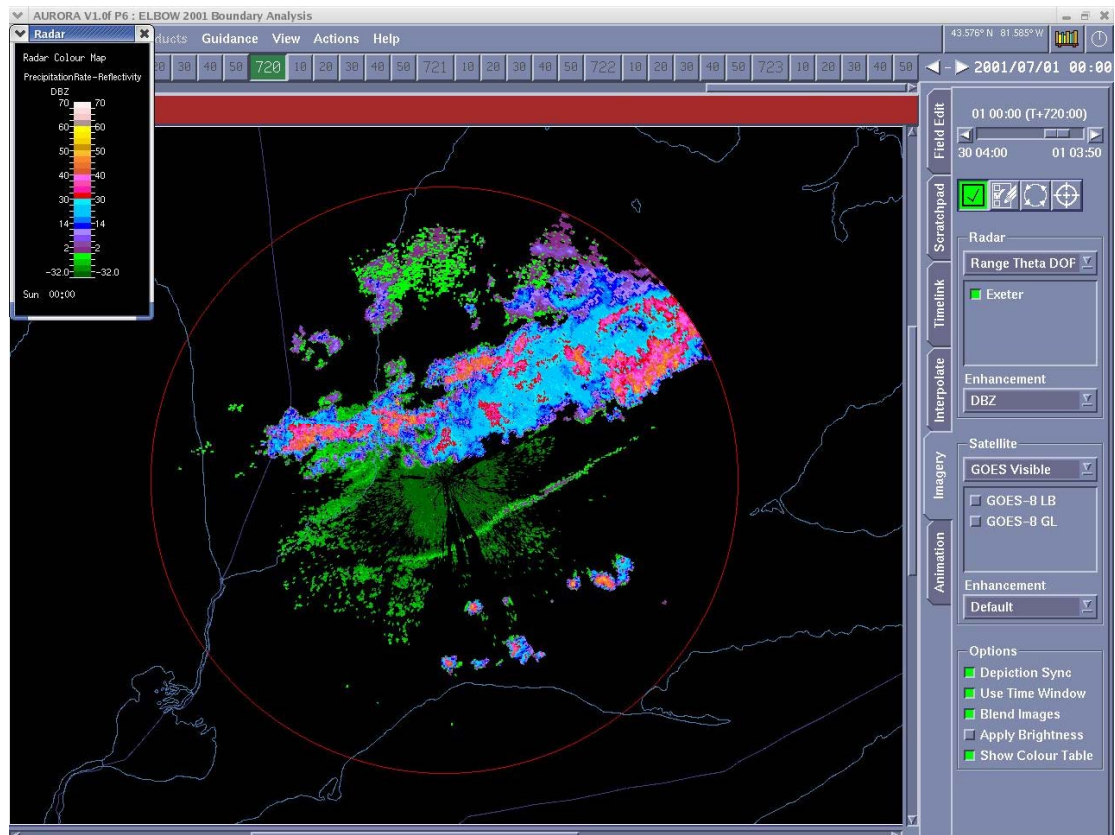 AURORA V1.0f P6 : ELBOW 2001 Boundary Analysis
Radar
Guidance View Actions Help
43.576° N 81.585° W
20 30 40 50 720 10 20 30 40 50 721 10 20 30 40 50 722 10 20 30 40 50 723 10 20 30 40 50
2001/07/01 00:00
Radar Colour Map
PrecipitationRate-Reflectivity
DBZ
70 70
60 60
50 50
40 40
30 30
14 14
2 2
-32.0 -32.0
Sun 00:00
Field Edit
Scratchpad
Timelink
Interpolate
Imagery
Animation
01 00:00 (T+720:00)
30 04:00 01 03:50
Radar
Range Theta DOF
Exeter
Enhancement
DBZ
Satellite
GOES Visible
GOES-8 LB
GOES-8 GL
Enhancement
Default
Options
Depiction Sync
Use Time Window
Blend Images
Apply Brightness
Show Colour Table